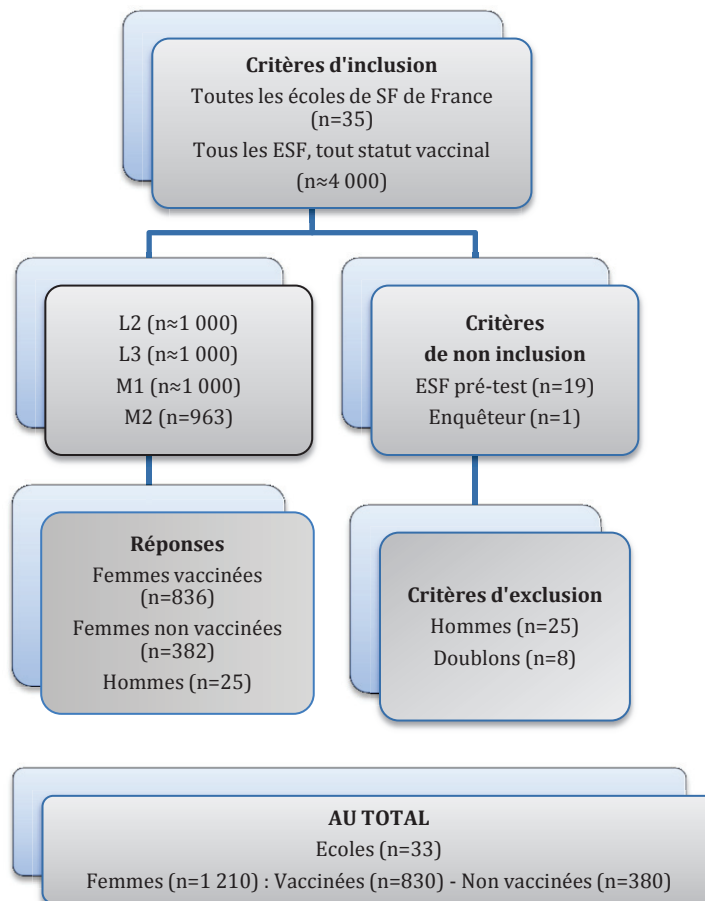 Critères d'inclusion
Toutes les écoles de SF de France
(n=35)
Tous les ESF, tout statut vaccinal
(n≈4 000)
L2 (n≈1 000)
L3 (n≈1 000)
M1 (n≈1 000)
M2 (n=963)
Critères
de non inclusion
ESF pré-test (n=19)
Enquêteur (n=1)
Réponses
Femmes vaccinées
(n=836)
Femmes non vaccinées
(n=382)
Hommes (n=25)
Critères d'exclusion
Hommes (n=25)
Doublons (n=8)
AU TOTAL
Ecoles (n=33)
Femmes (n=1 210) : Vaccinées (n=830) - Non vaccinées (n=380)